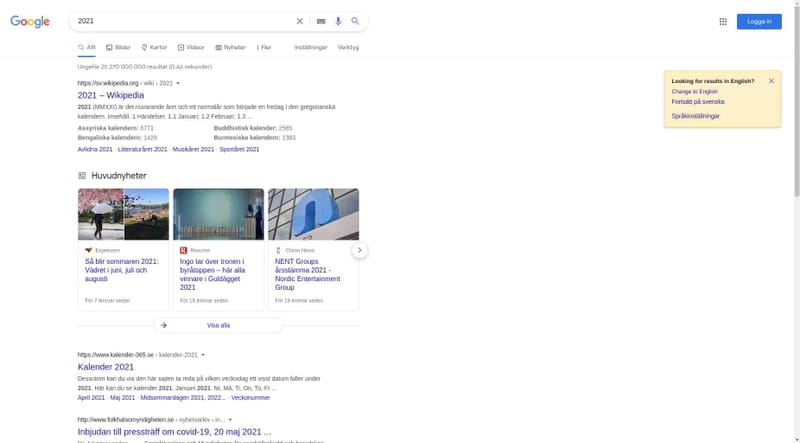 Google
2021
Logga in
Allt Bilder Kartor Videor Nyheter Fler Inställningar Verktyg
Ungefär 25 270 000 000 resultat (0,44 sekunder)
https://sv.wikipedia.org › wiki › 2021
2021 – Wikipedia
2021 (MMXXI) är det nuvarande året och ett normalår som började en fredag i den gregorianska
kalendern. Innehåll. 1 Händelser. 1.1 Januari; 1.2 Februari; 1.3 ...
Assyriska kalendern: 6771 Buddhistisk kalender: 2565
Bengaliska kalendern: 1428 Burmesiska kalendern: 1383
Avlidna 2021 · Litteraturåret 2021 · Musikåret 2021 · Sportåret 2021
Looking for results in English?
Change to English
Fortsätt på svenska
Språkinställningar
Huvudnyheter
Expressen
Så blir sommaren 2021:
Vädret i juni, juli och
augusti
För 7 timmar sedan
Resumé
Ingo tar över tronen i
byråtoppen – här alla
vinnare i Guldägget
2021
För 15 timmar sedan
Cision News
NENT Groups
årsstämma 2021 -
Nordic Entertainment
Group
För 19 timmar sedan
Visa alla
https://www.kalender-365.se › kalender-2021
Kalender 2021
Dessutom kan du via den här sajten ta reda på vilken veckodag ett visst datum faller under
2021. Här kan du se kalender 2021. Januari 2021. Nr, Må, Ti, On, To, Fr ...
April 2021 · Maj 2021 · Midsommardagen 2021, 2022... · Veckonummer
http://www.folkhalsomyndigheten.se › nyhetsarkiv › in...
Inbjudan till pressträff om covid-19, 20 maj 2021 ...